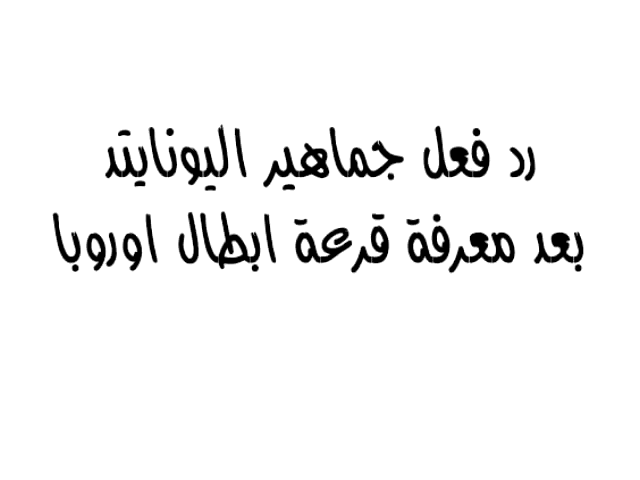 رد فعل جماهير اليونايتد
بعد معرفة قرعة ابطال اوروبا